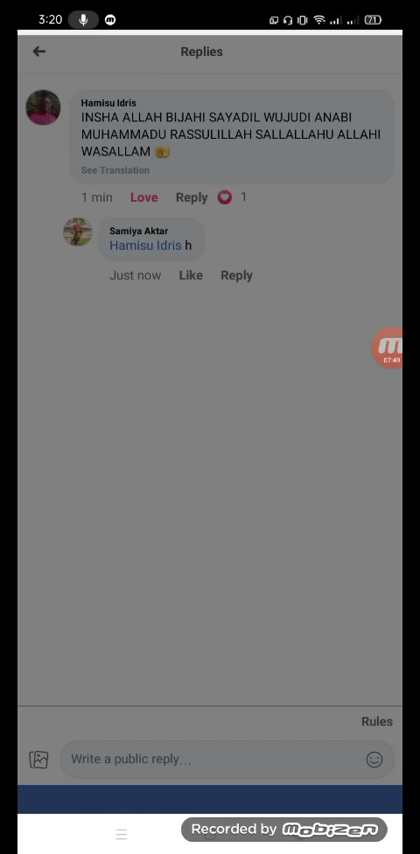 3:20
71
Replies
Hamisu Idris
INSHA ALLAH BIJAHI SAYADIL WUJUDI ANABI
MUHAMMADU RASSULILLAH SALLALLAHU ALLAHI
WASALLAM
See Translation
1 min Love Reply 1
Samiya Aktar
Hamisu Idris h
Just now Like Reply
m
07:49
Rules
Write a public reply...
Recorded by mobizen